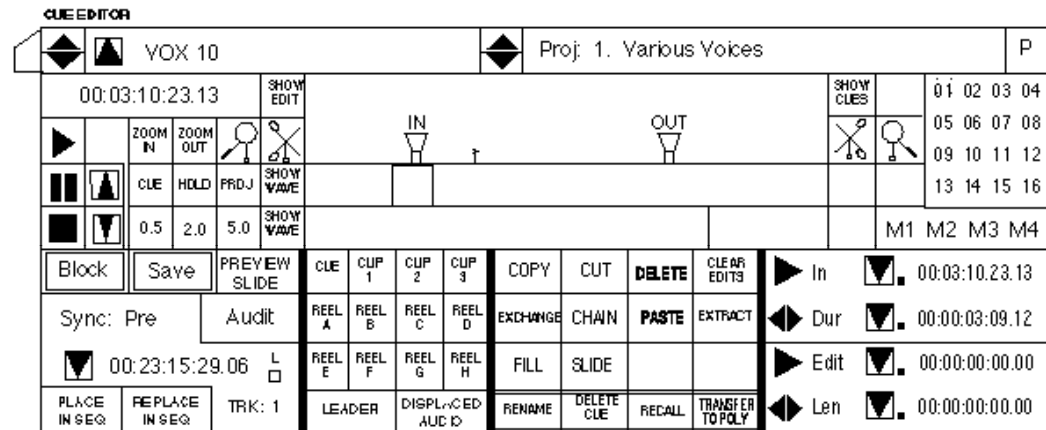 CUE EDITOR
VOX 10
Proj: 1. Various Voices
P
00:03:10:23.13
SHOW EDIT
SHOW CUES
01 02 03 04
ZOOM IN
ZOOM OUT
IN
OUT
05 06 07 08
09 10 11 12
CUE
HOLD
PROJ
SHOW WAVE
13 14 15 16
0.5
2.0
5.0
SHOW WAVE
M1 M2 M3 M4
Block
Save
PREVIEW SLIDE
CUE
CLIP 1
CLIP 2
CLIP 3
COPY
CUT
DELETE
CLEAR EDITS
In
00:03:10.23.13
Sync: Pre
Audit
REEL A
REEL B
REEL C
REEL D
EXCHANGE
CHAIN
PASTE
EXTRACT
Dur
00:00:03:09.12
00:23:15:29.06
L
REEL E
REEL F
REEL G
REEL H
FILL
SLIDE
Edit
00:00:00:00.00
PLACE IN SEQ
REPLACE IN SEQ
TRK: 1
LEADER
DISPLACED AUDIO
RENAME
DELETE CUE
RECALL
TRANSFER TO POLY
Len
00:00:00:00.00